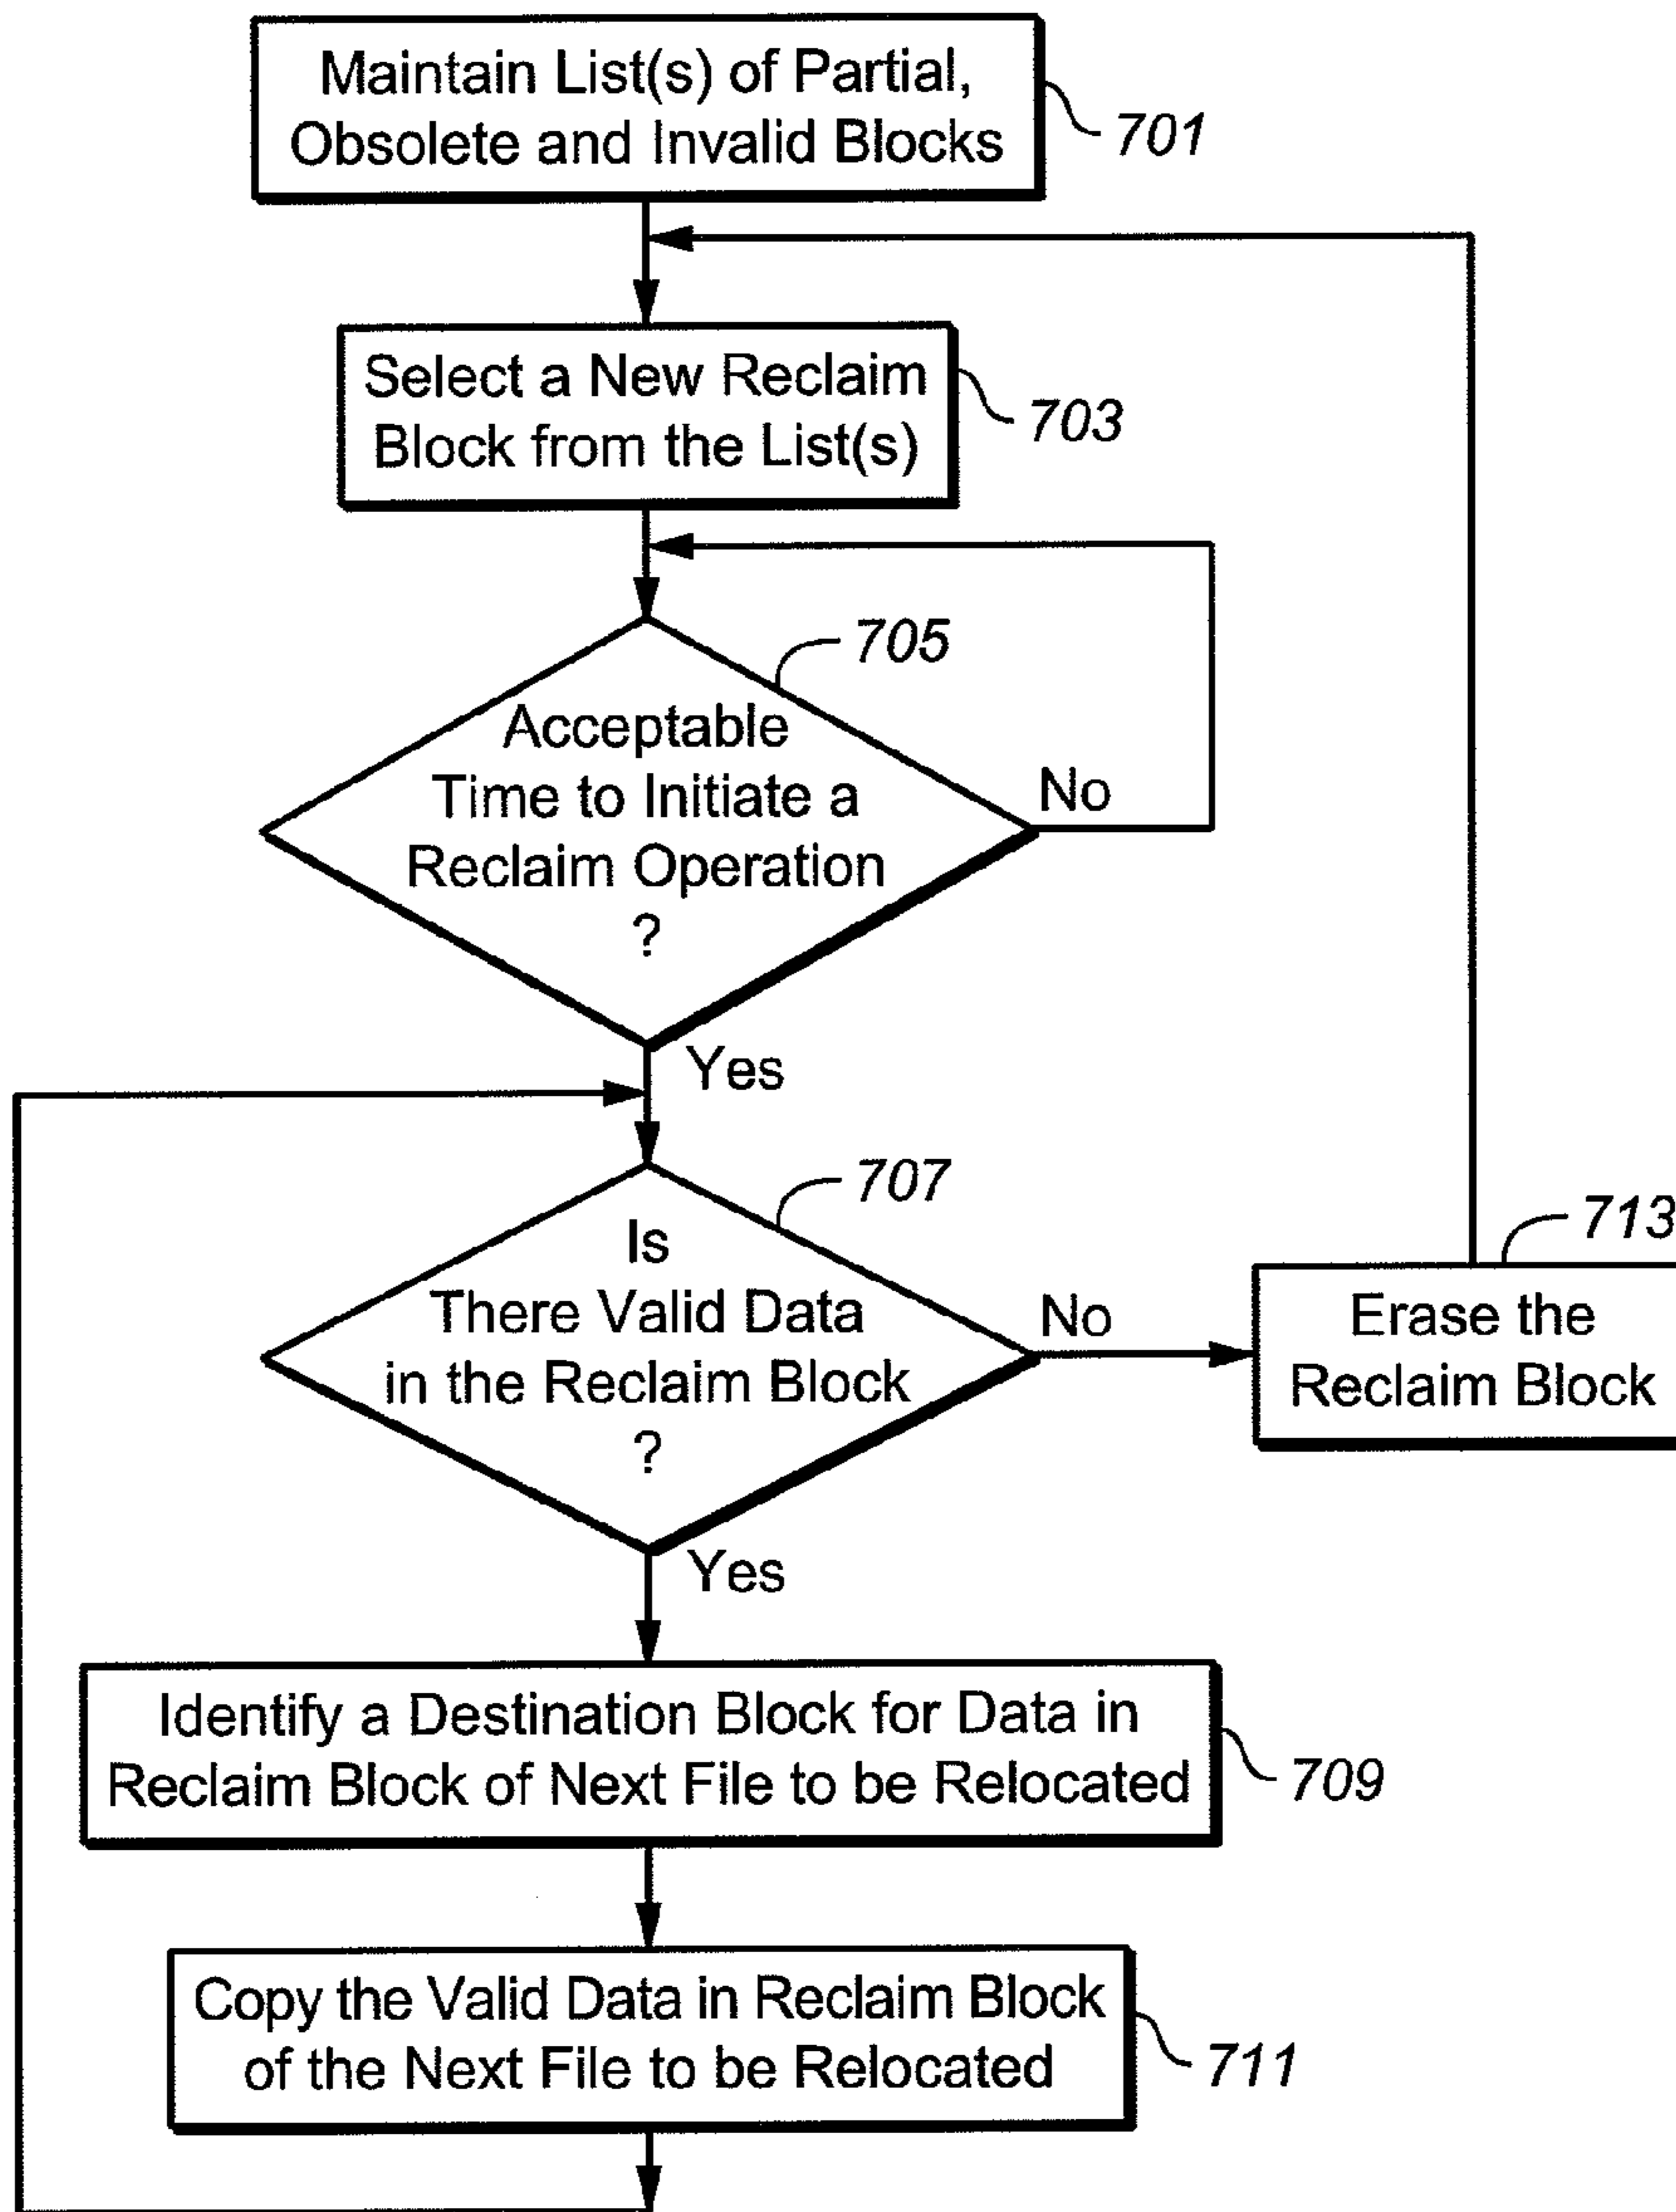 Maintain List(s) of Partial,
Obsolete and Invalid Blocks
701
Select a New Reclaim
Block from the List(s)
703
705
Acceptable
Time to Initiate a
Reclaim Operation
?
No
Yes
707
Is
There Valid Data
in the Reclaim Block
?
No
713
Erase the
Reclaim Block
Yes
Identify a Destination Block for Data in
Reclaim Block of Next File to be Relocated
709
Copy the Valid Data in Reclaim Block
of the Next File to be Relocated
711